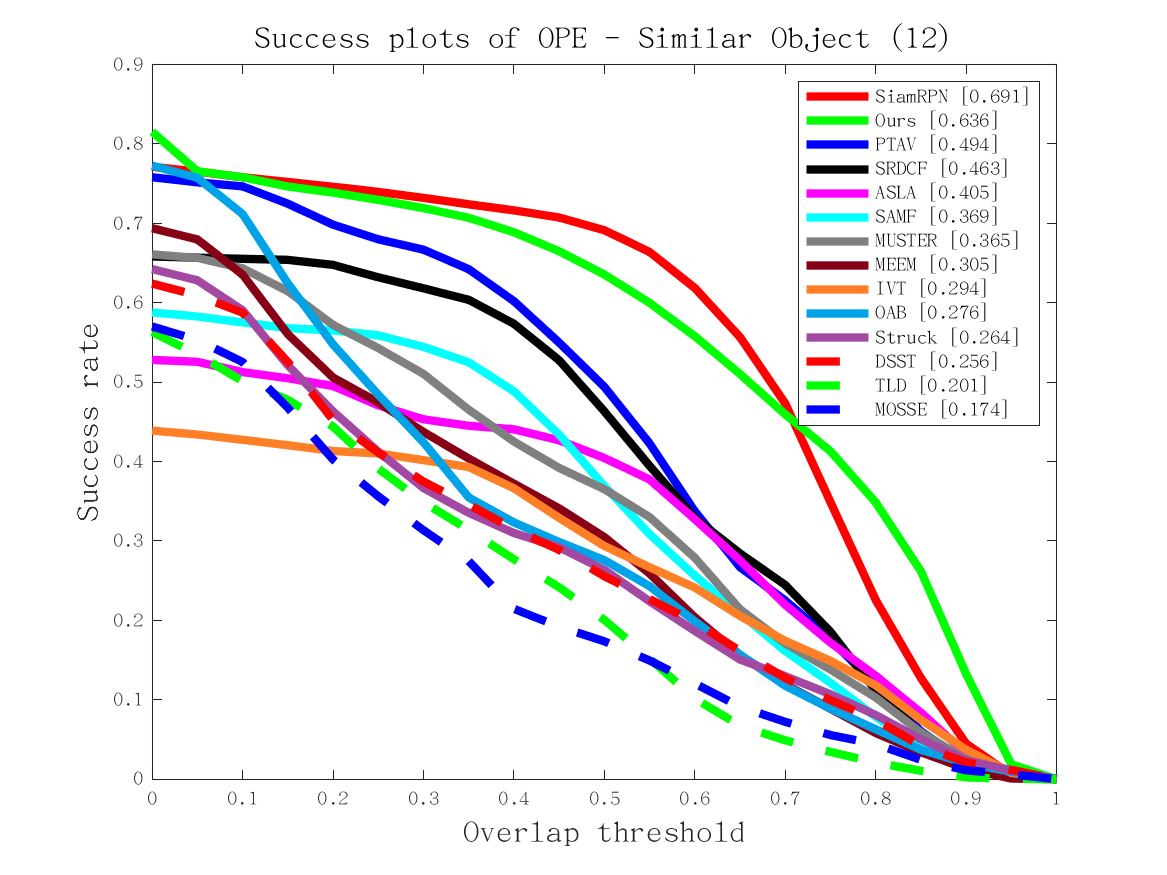 Success plots of OPE - Similar Object (12)
0.9
0.8
0.7
0.6
0.5
0.4
0.3
0.2
0.1
0
Success rate
SiamRPN [0.691]
Ours [0.636]
PTAV [0.494]
SRDCF [0.463]
ASLA [0.405]
SAMF [0.369]
MUSTER [0.365]
MEEM [0.305]
IVT [0.294]
OAB [0.276]
Struck [0.264]
DSST [0.256]
TLD [0.201]
MOSSE [0.174]
0 0.1 0.2 0.3 0.4 0.5 0.6 0.7 0.8 0.9 1
Overlap threshold